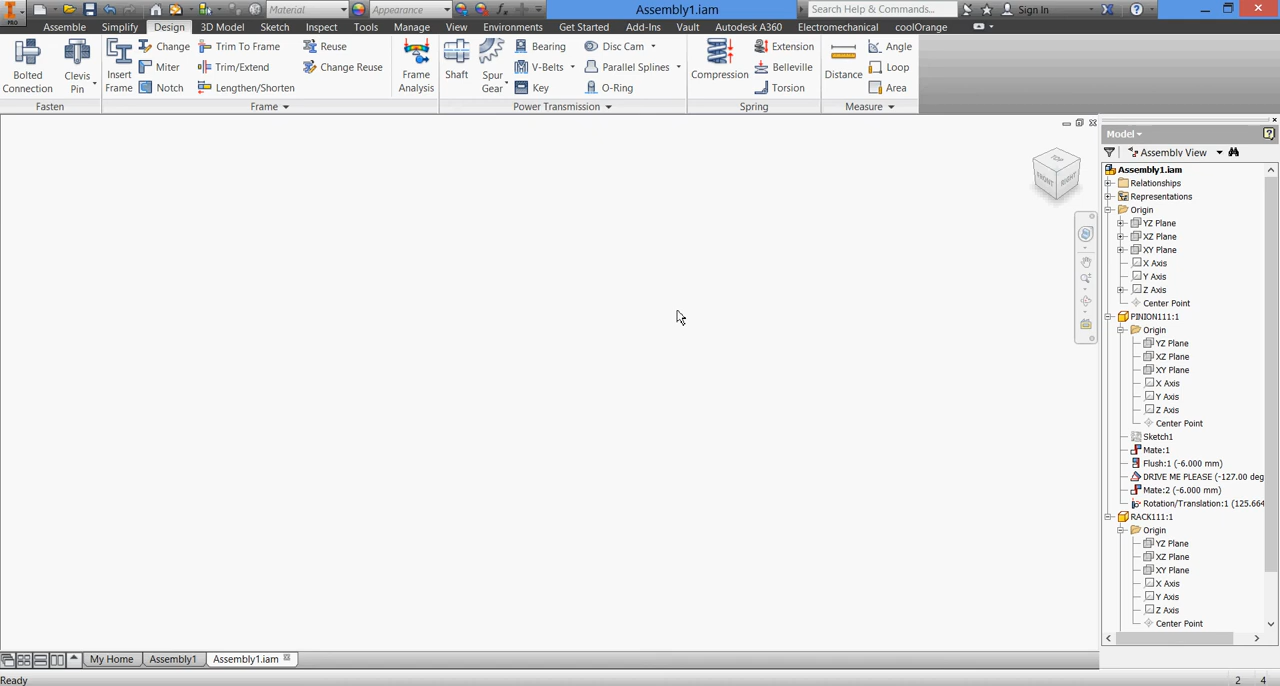 PRO
Material
Appearance
Assembly1.iam
Search Help & Commands...
Sign In
Assemble Simplify Design 3D Model Sketch Inspect Tools Manage View Environments Get Started Add-Ins Vault Autodesk A360 Electromechanical coolOrange
Bolted Connection
Clevis Pin
Fasten
Insert Frame
Change
Miter
Notch
Trim To Frame
Trim/Extend
Lengthen/Shorten
Reuse
Change Reuse
Frame
Frame Analysis
Shaft
Spur Gear
Bearing
V-Belts
Key
Disc Cam
Parallel Splines
O-Ring
Power Transmission
Compression
Extension
Belleville
Torsion
Spring
Distance
Angle
Loop
Area
Measure
TOP
FRONT
RIGHT
Model
Assembly View
Assembly1.iam
Relationships
Representations
Origin
YZ Plane
XZ Plane
XY Plane
X Axis
Y Axis
Z Axis
Center Point
PINION111:1
Origin
YZ Plane
XZ Plane
XY Plane
X Axis
Y Axis
Z Axis
Center Point
Sketch1
Mate:1
Flush:1 (-6.000 mm)
DRIVE ME PLEASE (-127.00 deg
Mate:2 (-6.000 mm)
Rotation/Translation:1 (125.664
RACK111:1
Origin
YZ Plane
XZ Plane
XY Plane
X Axis
Y Axis
Z Axis
Center Point
My Home Assembly1 Assembly1.iam
Ready
2 4